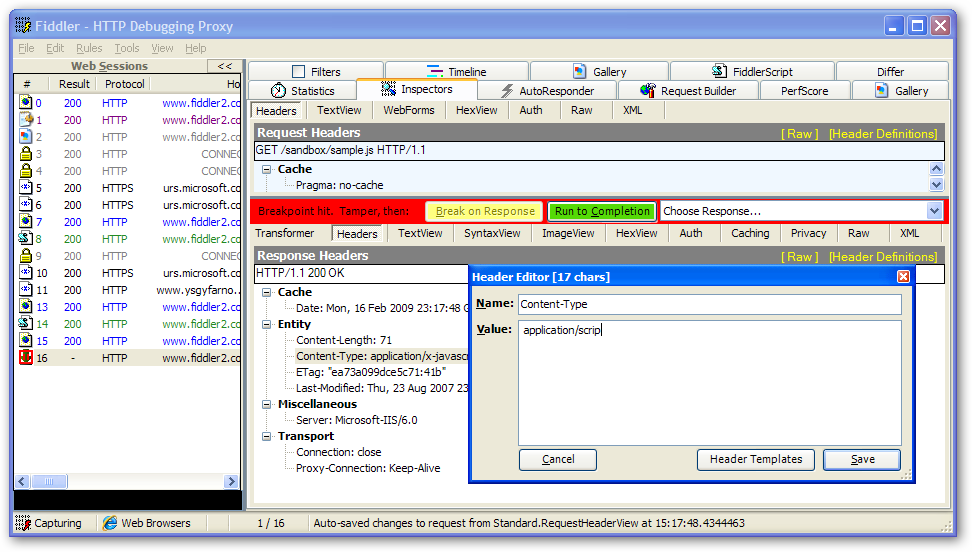 Fiddler - HTTP Debugging Proxy
File Edit Rules Tools View Help
Web Sessions <<
# Result Protocol Ho
0 200 HTTP www.fiddler2.co
1 200 HTTP www.fiddler2.co
2 200 HTTP www.fiddler2.co
3 200 HTTP CONNEC
4 200 HTTP CONNEC
5 200 HTTPS urs.microsoft.co
6 200 HTTPS urs.microsoft.co
7 200 HTTP www.fiddler2.co
8 200 HTTP www.fiddler2.co
9 200 HTTP CONNEC
10 200 HTTPS urs.microsoft.co
11 200 HTTP www.ysgyfarno..
13 200 HTTP www.fiddler2.co
14 200 HTTP www.fiddler2.co
15 200 HTTP www.fiddler2.co
16 - HTTP www.fiddler2.co
Filters Timeline Gallery FiddlerScript Differ
Statistics Inspectors AutoResponder Request Builder PerfScore Gallery
Headers TextView WebForms HexView Auth Raw XML
Request Headers [ Raw ] [Header Definitions]
GET /sandbox/sample.js HTTP/1.1
Cache
Pragma: no-cache
Breakpoint hit. Tamper, then: Break on Response Run to Completion Choose Response...
Transformer Headers TextView SyntaxView ImageView HexView Auth Caching Privacy Raw XML
Response Headers [ Raw ] [Header Definitions]
HTTP/1.1 200 OK
Cache
Date: Mon, 16 Feb 2009 23:17:48 G
Entity
Content-Length: 71
Content-Type: application/x-javasc
ETag: "ea73a099dce5c71:41b"
Last-Modified: Thu, 23 Aug 2007 23
Miscellaneous
Server: Microsoft-IIS/6.0
Transport
Connection: close
Proxy-Connection: Keep-Alive
Header Editor [17 chars]
Name: Content-Type
Value: application/scrip
Cancel Header Templates Save
Capturing Web Browsers 1 / 16 Auto-saved changes to request from Standard.RequestHeaderView at 15:17:48.4344463